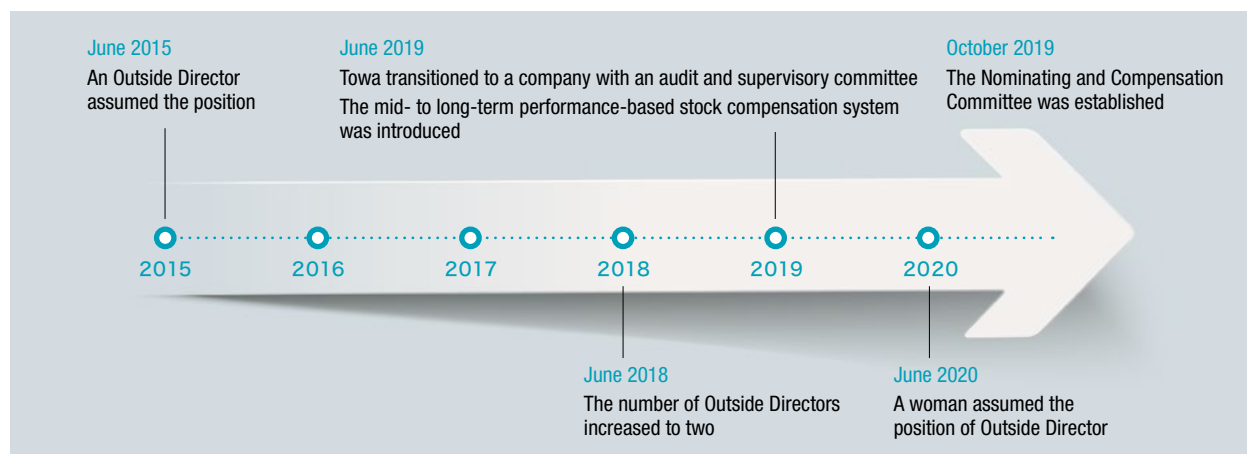 June 2015
An Outside Director
assumed the position
June 2019
Towa transitioned to a company with an audit and supervisory committee
The mid- to long-term performance-based stock compensation system
was introduced
October 2019
The Nominating and Compensation
Committee was established
2015
2016
2017
2018
2019
2020
June 2018
The number of Outside Directors
increased to two
June 2020
A woman assumed the
position of Outside Director